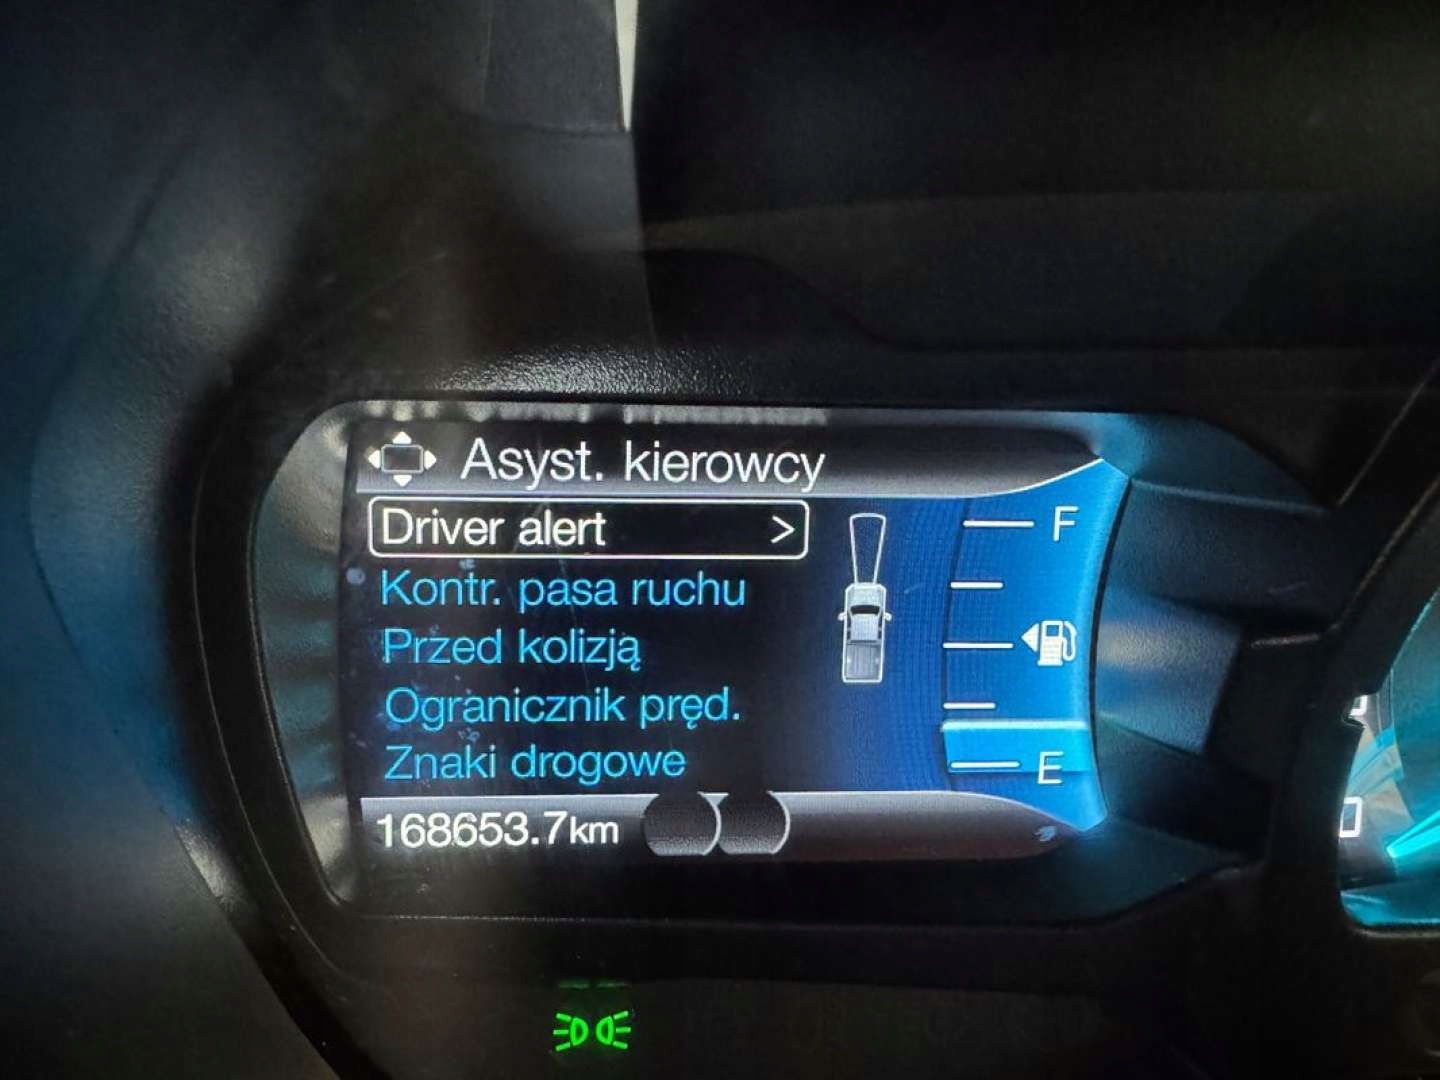 Asyst. kierowcy
Driver alert >
Kontr. pasa ruchu
Przed kolizją
Ogranicznik pręd.
Znaki drogowe
168653.7km
F
E